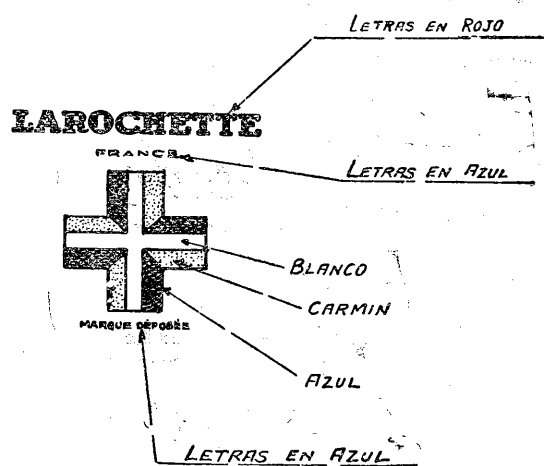 LETRAS EN ROJO
LAROCHETTE
FRANCE
LETRAS EN AZUL
BLANCO
CARMIN
MARQUE DÉPOSÉE
AZUL
LETRAS EN AZUL